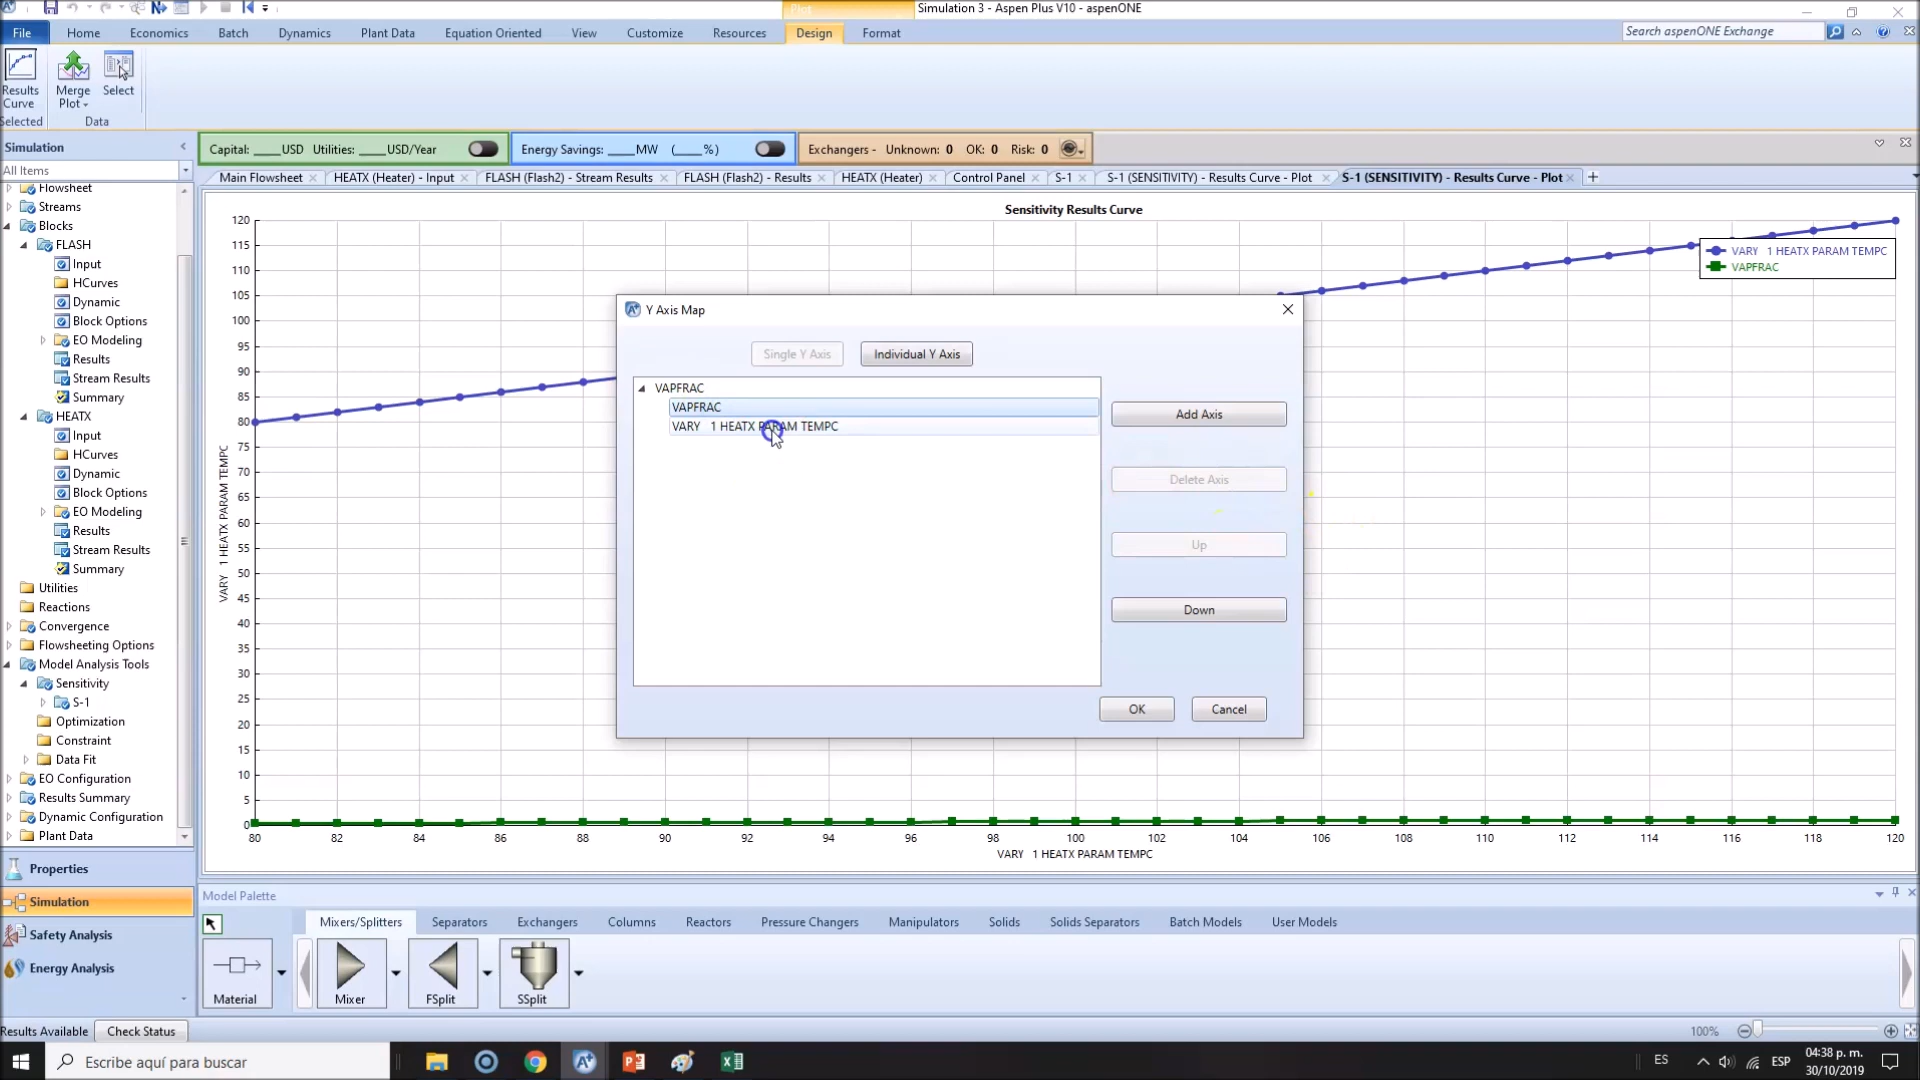 Plot
Simulation 3 - Aspen Plus V10 - aspenONE
File Home Economics Batch Dynamics Plant Data Equation Oriented View Customize Resources Design Format
Search aspenONE Exchange
Results Curve
Merge Plot
Select
Selected
Data
Simulation
All Items
Capital: ____USD Utilities: ____USD/Year
Energy Savings: ____MW (____%)
Exchangers - Unknown: 0 OK: 0 Risk: 0
Main Flowsheet
HEATX (Heater) - Input
FLASH (Flash2) - Stream Results
FLASH (Flash2) - Results
HEATX (Heater)
Control Panel
S-1
S-1 (SENSITIVITY) - Results Curve - Plot
S-1 (SENSITIVITY) - Results Curve - Plot
Flowsheet
Streams
Blocks
FLASH
Input
HCurves
Dynamic
Block Options
EO Modeling
Results
Stream Results
Summary
HEATX
Input
HCurves
Dynamic
Block Options
EO Modeling
Results
Stream Results
Summary
Utilities
Reactions
Convergence
Flowsheeting Options
Model Analysis Tools
Sensitivity
S-1
Optimization
Constraint
Data Fit
EO Configuration
Results Summary
Dynamic Configuration
Plant Data
Properties
Simulation
Safety Analysis
Energy Analysis
Sensitivity Results Curve
VARY 1 HEATX PARAM TEMPC
VAPFRAC
120
115
110
105
100
95
90
85
80
75
70
65
60
55
50
45
40
35
30
25
20
15
10
5
0
VARY 1 HEATX PARAM TEMPC
80 82 84 86 88 90 92 94 96 98 100 102 104 106 108 110 112 114 116 118 120
VARY 1 HEATX PARAM TEMPC
Y Axis Map
Single Y Axis
Individual Y Axis
VAPFRAC
VAPFRAC
VARY 1 HEATX PARAM TEMPC
Add Axis
Delete Axis
Up
Down
OK
Cancel
Model Palette
Mixers/Splitters Separators Exchangers Columns Reactors Pressure Changers Manipulators Solids Solids Separators Batch Models User Models
Material
Mixer
FSplit
SSplit
Results Available
Check Status
100%
Escribe aquí para buscar
ES
ESP
04:38 p. m.
30/10/2019